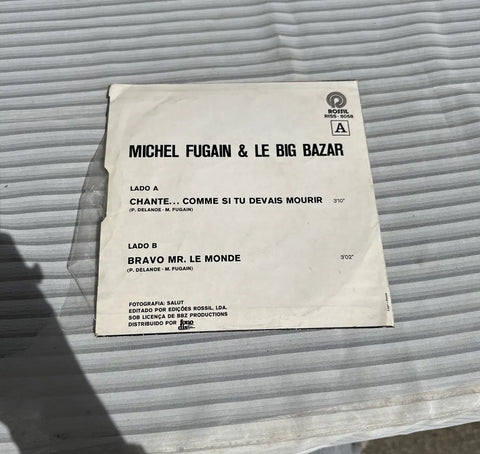 ROSSIL
RISS - 8058
A
MICHEL FUGAIN & LE BIG BAZAR
LADO A
CHANTE... COMME SI TU DEVAIS MOURIR 3'10"
(P. DELANOE - M. FUGAIN)
LADO B
BRAVO MR. LE MONDE 3'02"
(P. DELANOE - M. FUGAIN)
FOTOGRAFIA: SALUT
EDITADO POR EDIÇÕES ROSSIL, LDA.
SOB LICENÇA DE BBZ PRODUCTIONS
DISTRIBUIDO POR